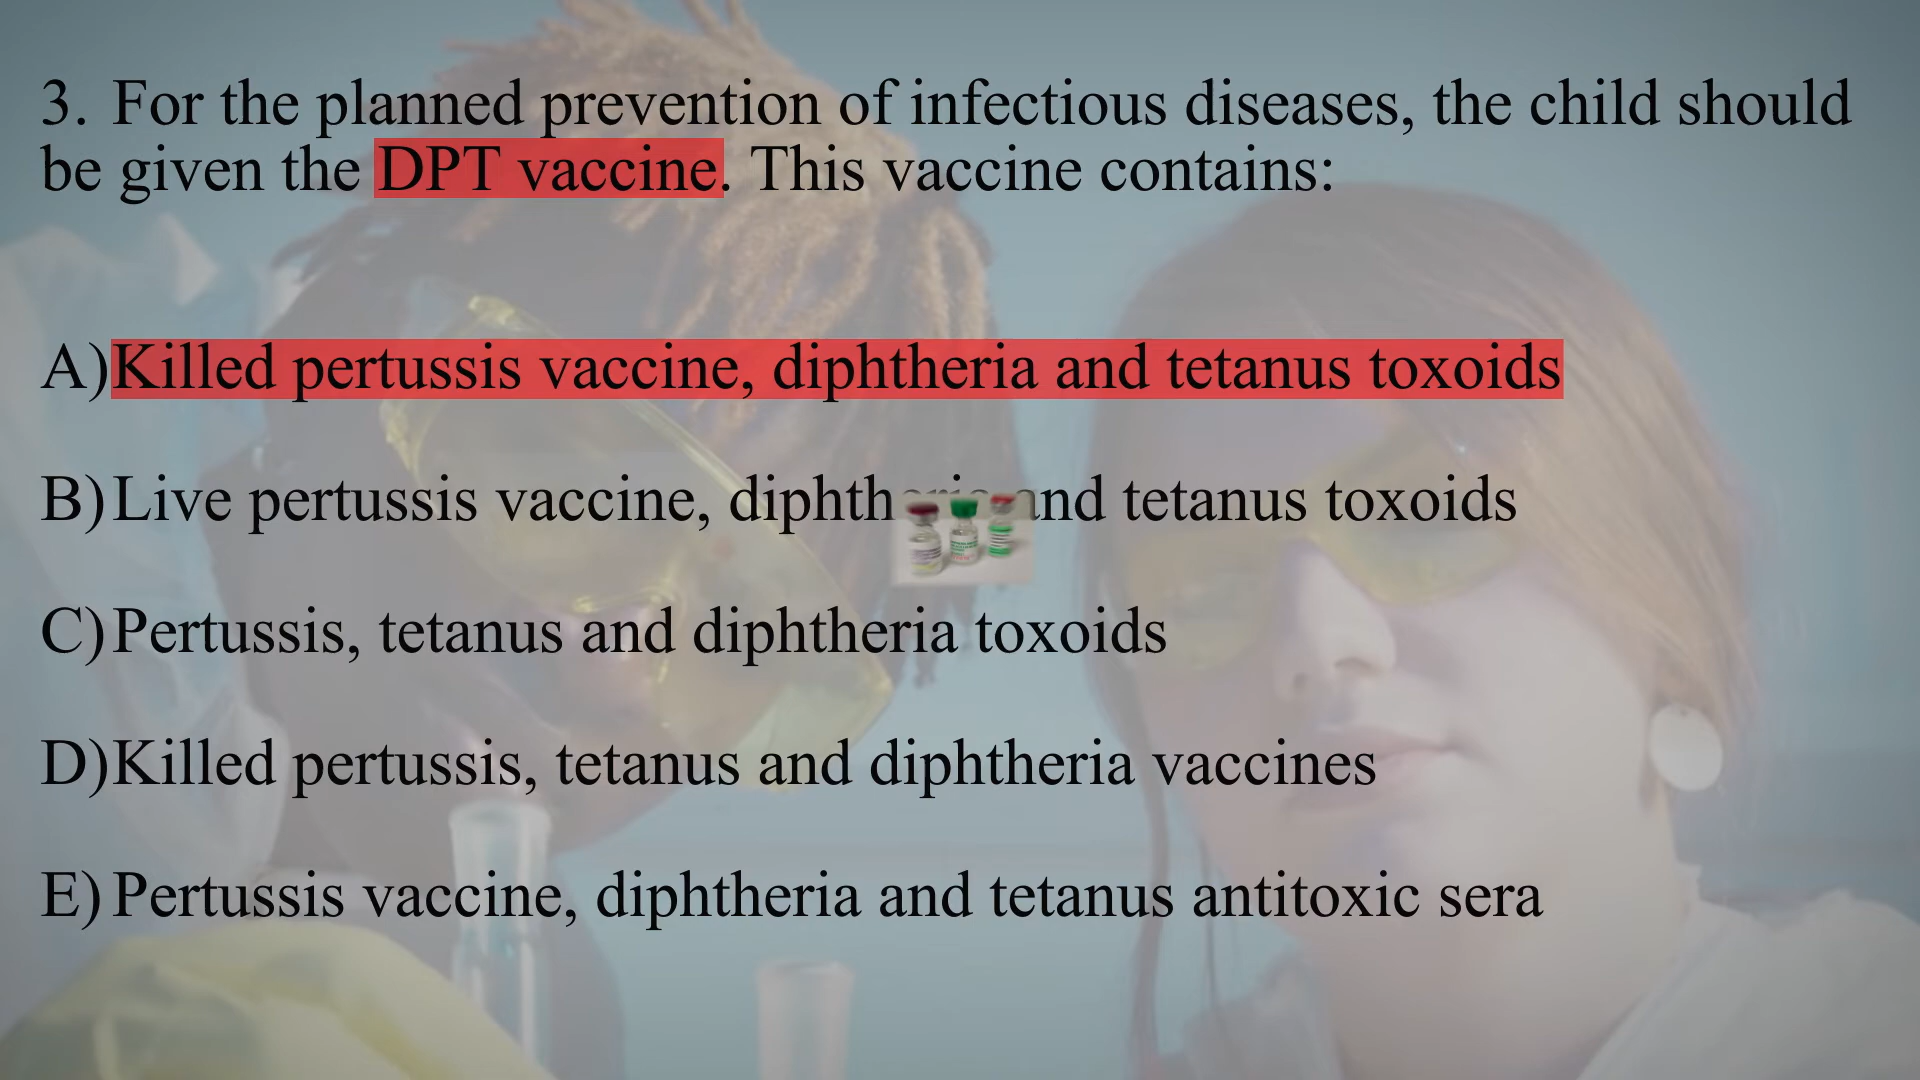 3. For the planned prevention of infectious diseases, the child should
be given the DPT vaccine. This vaccine contains:
A) Killed pertussis vaccine, diphtheria and tetanus toxoids
B) Live pertussis vaccine, diphtheria and tetanus toxoids
C) Pertussis, tetanus and diphtheria toxoids
D) Killed pertussis, tetanus and diphtheria vaccines
E) Pertussis vaccine, diphtheria and tetanus antitoxic sera